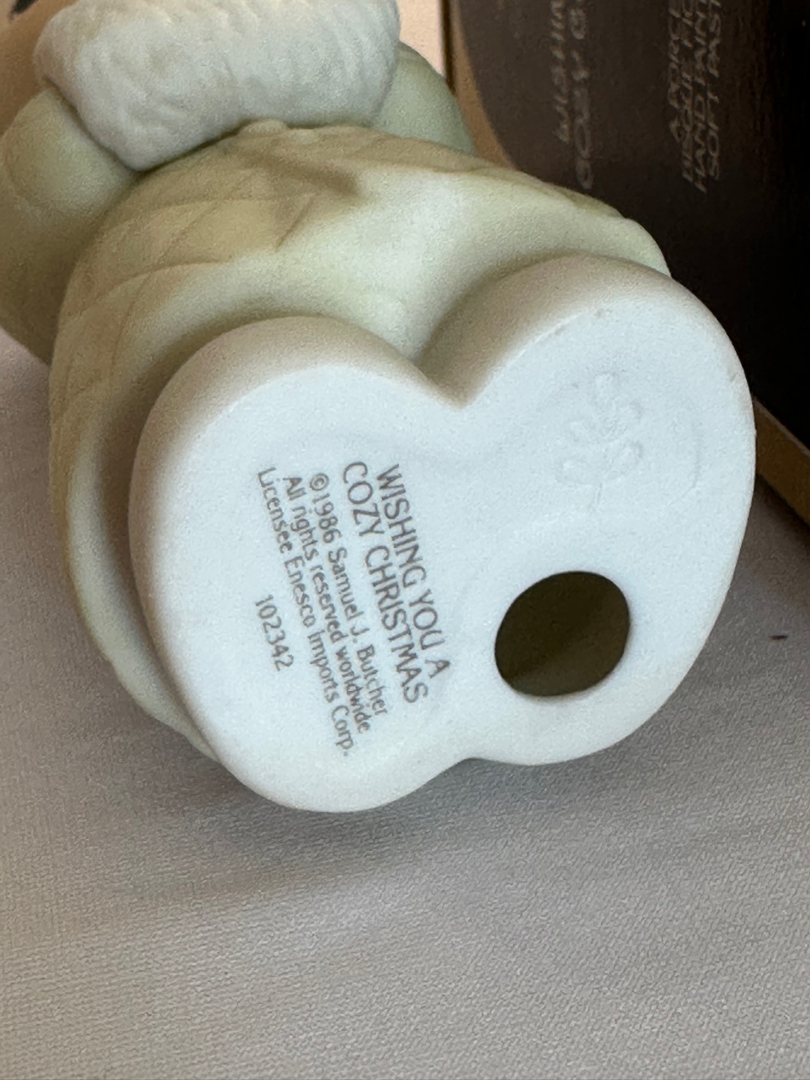 WISHING YOU A
COZY CHRISTMAS
©1986 Samuel J. Butcher
All rights reserved worldwide
Licensee Enesco Imports Corp.
102342